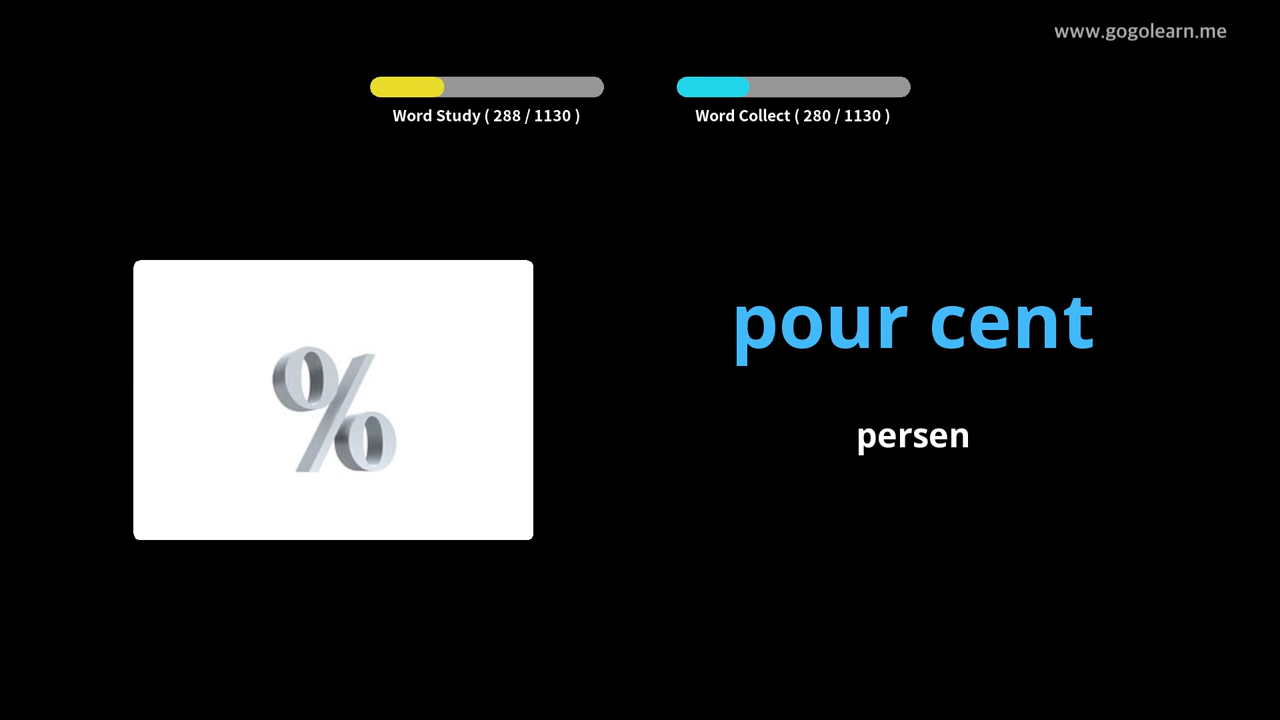 www.gogolearn.me
Word Study ( 288 / 1130 )
Word Collect ( 280 / 1130 )
%
pour cent
persen